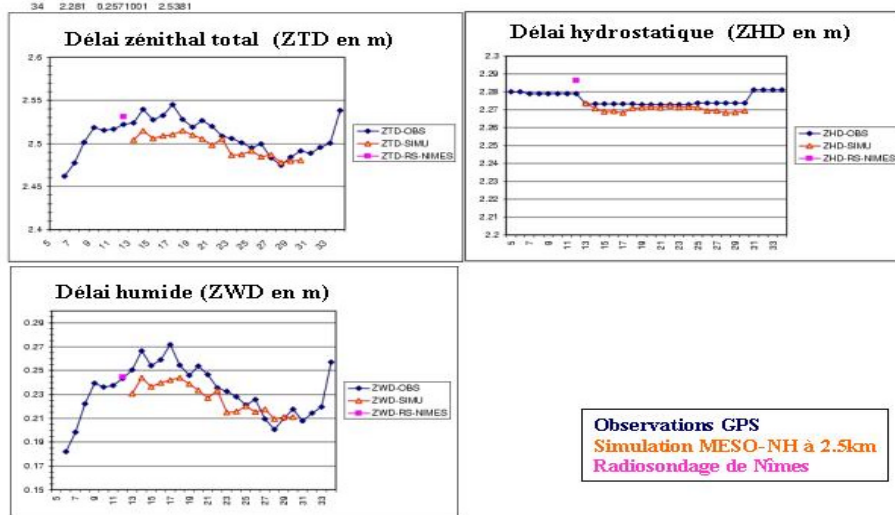 34 2.281 0.2571001 2.5381
Délai zénithal total (ZTD en m)
2.6
2.55
2.5
2.45
2.4
5 7 9 11 13 15 17 19 21 23 25 27 29 31 33
ZTD-OBS
ZTD-SIMU
ZTD-RS-NIMES
Délai hydrostatique (ZHD en m)
2.3
2.29
2.28
2.27
2.26
2.25
2.24
2.23
2.22
2.21
2.2
5 7 9 11 13 15 17 19 21 23 25 27 29 31 33
ZHD-OBS
ZHD-SIMU
ZHD-RS-NIMES
Délai humide (ZWD en m)
0.29
0.27
0.25
0.23
0.21
0.19
0.17
0.15
5 7 9 11 13 15 17 19 21 23 25 27 29 31 33
ZWD-OBS
ZWD-SIMU
ZWD-RS-NIMES
Observations GPS
Simulation MESO-NH à 2.5km
Radiosondage de Nîmes